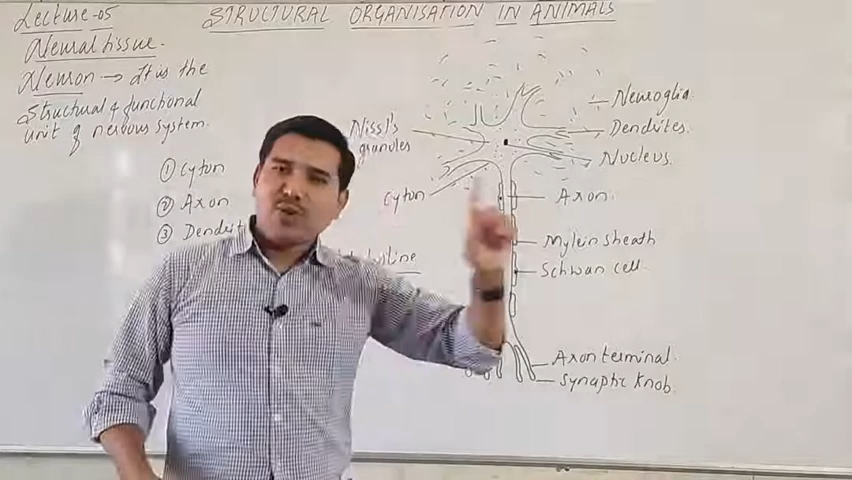 Lecture-05
STRUCTURAL ORGANISATION IN ANIMALS
Neural tissue.
Neuron → It is the
Structural & functional
unit of nervous system.
① Cyton
② Axon
③ Dendrit
Nissl's
granules
Cyton
Neuroglia
Dendrites.
Nucleus.
Axon.
Mylein sheath
Schwan cell.
Axon terminal.
Synaptic Knob.